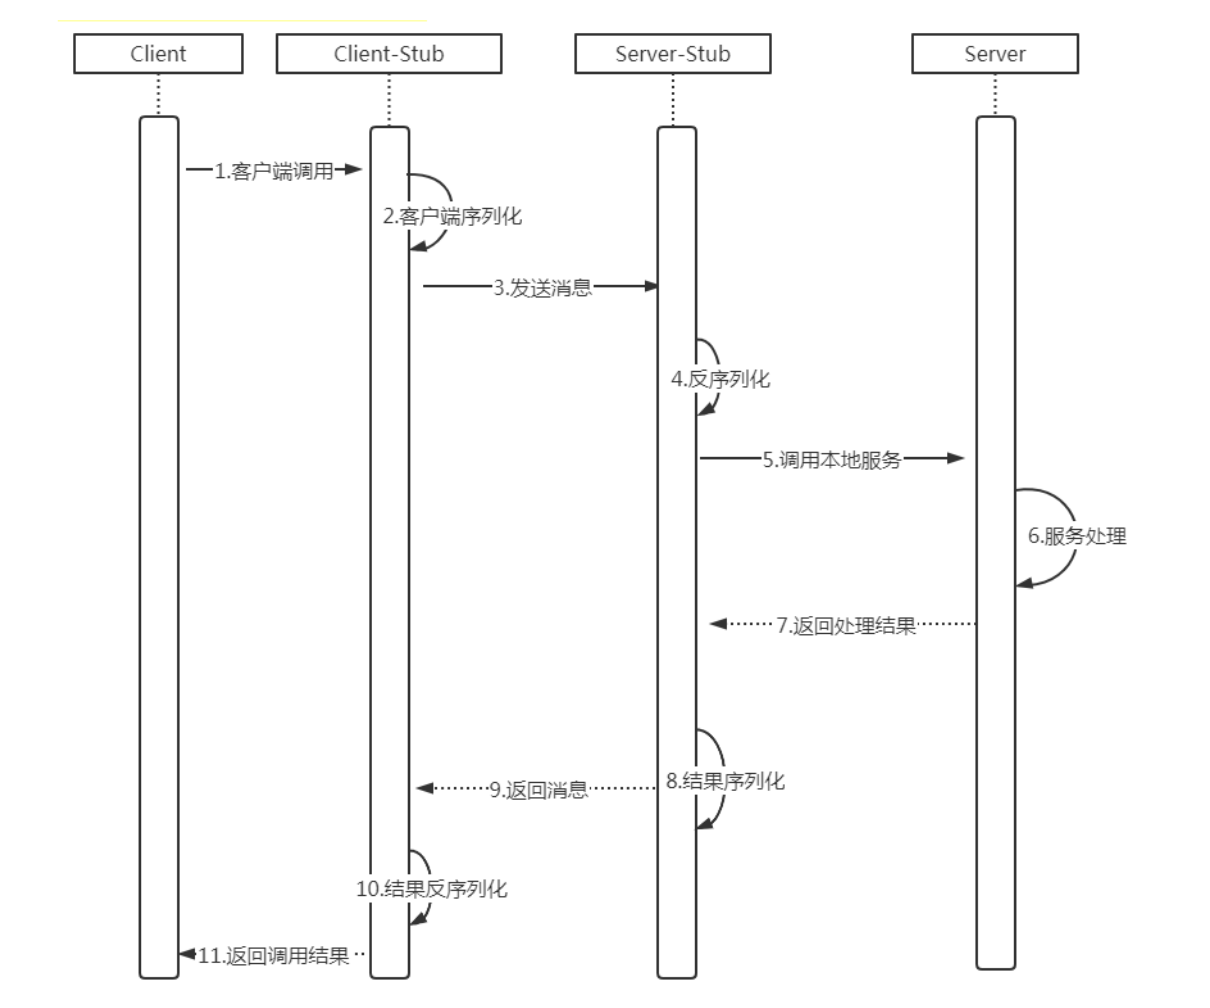 Client
Client-Stub
Server-Stub
Server
1.客户端调用
2.客户端序列化
3.发送消息
4.反序列化
5.调用本地服务
6.服务处理
7.返回处理结果
8.结果序列化
9.返回消息
10.结果反序列化
11.返回调用结果